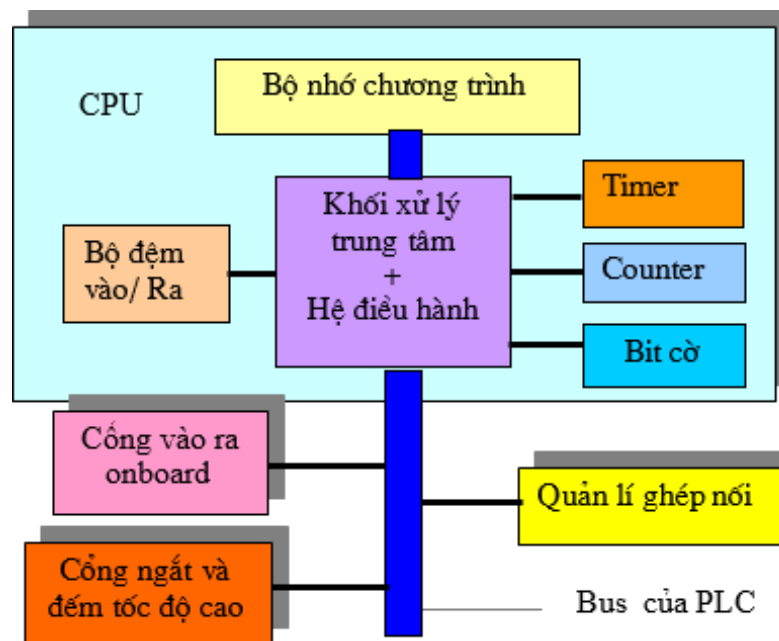 Bộ nhớ chương trình
CPU
Khối xử lý
trung tâm
+
Hệ điều hành
Timer
Bộ đệm
vào/ Ra
Counter
Bit cờ
Cổng vào ra
onboard
Quản lí ghép nối
Cổng ngắt và
đếm tốc độ cao
Bus của PLC